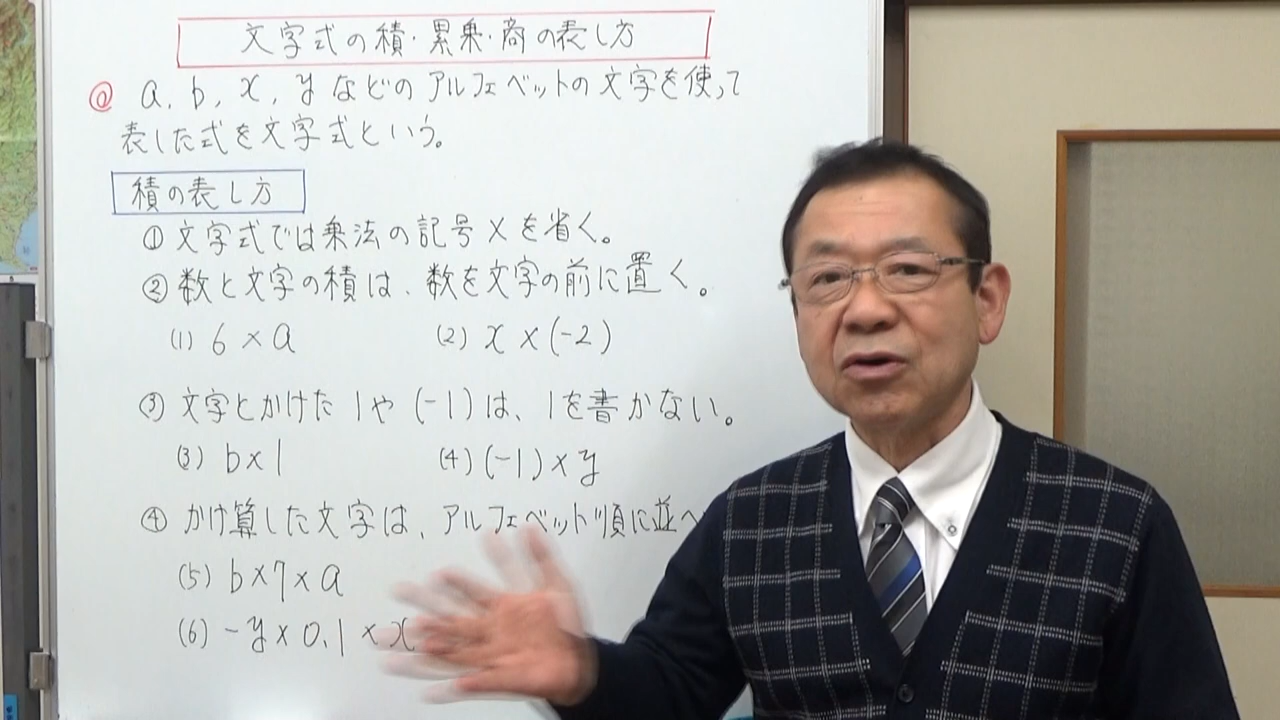 文字式の積・累乗・商の表し方
@ a, b, x, y などのアルフェベットの文字を使って
表した式を文字式という。
積の表し方
① 文字式では乗法の記号×を省く。
② 数と文字の積は、数を文字の前に置く。
(1) 6×a (2) x×(-2)
③ 文字とかけた1や(-1)は、1を書かない。
(3) b×1 (4) (-1)×y
④ かけ算した文字は、アルフェベット順に並べ
(5) b×7×a
(6) -y×0.1×x